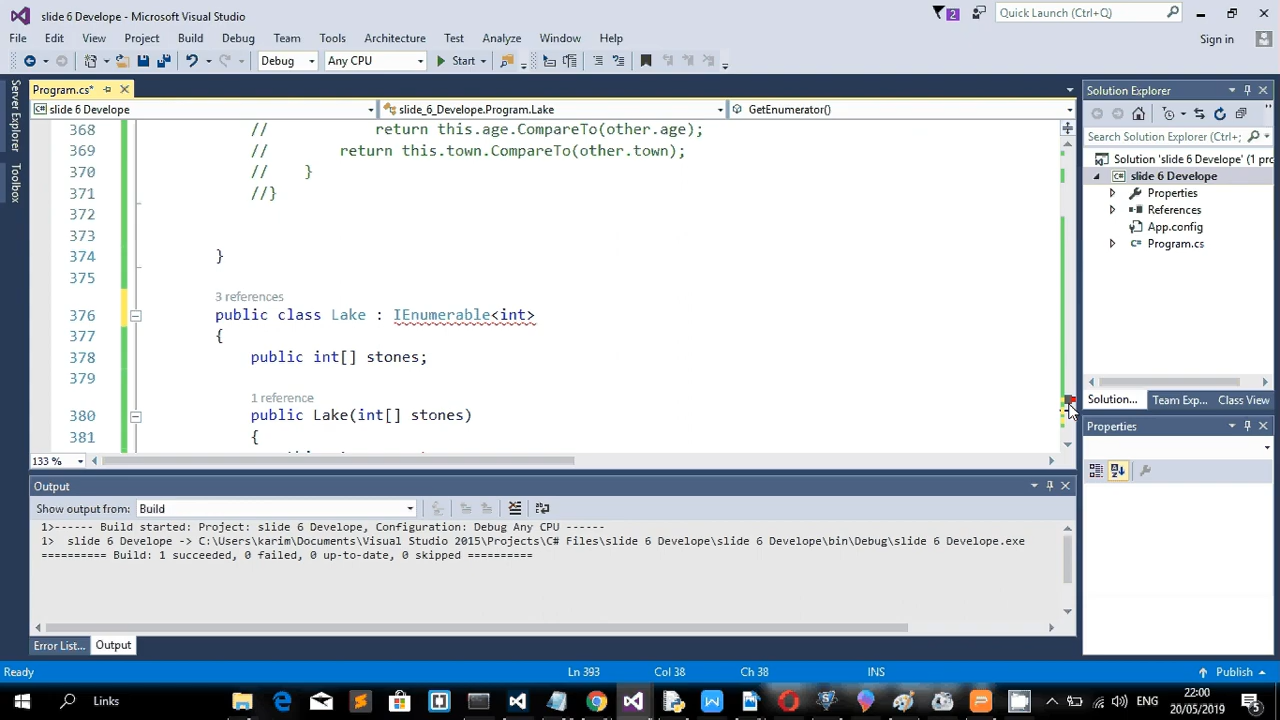 slide 6 Develope - Microsoft Visual Studio
2
Quick Launch (Ctrl+Q)
File Edit View Project Build Debug Team Tools Architecture Test Analyze Window Help
Sign in
Debug Any CPU Start
Server Explorer
Toolbox
Program.cs*
slide 6 Develope
slide_6_Develope.Program.Lake
GetEnumerator()
368 // return this.age.CompareTo(other.age);
369 // return this.town.CompareTo(other.town);
370 // }
371 //}
372
373
374 }
375
3 references
376 public class Lake : IEnumerable<int>
377 {
378 public int[] stones;
379
1 reference
380 public Lake(int[] stones)
381 {
133 %
Output
Show output from: Build
1>------ Build started: Project: slide 6 Develope, Configuration: Debug Any CPU ------
1> slide 6 Develope -> C:\Users\karim\Documents\Visual Studio 2015\Projects\C# Files\slide 6 Develope\slide 6 Develope\bin\Debug\slide 6 Develope.exe
========== Build: 1 succeeded, 0 failed, 0 up-to-date, 0 skipped ==========
Error List... Output
Solution Explorer
Search Solution Explorer (Ctrl+;
Solution 'slide 6 Develope' (1 pro
slide 6 Develope
Properties
References
App.config
Program.cs
Solution... Team Exp... Class View
Properties
Ready Ln 393 Col 38 Ch 38 INS Publish
Links
ENG
22:00
20/05/2019
5